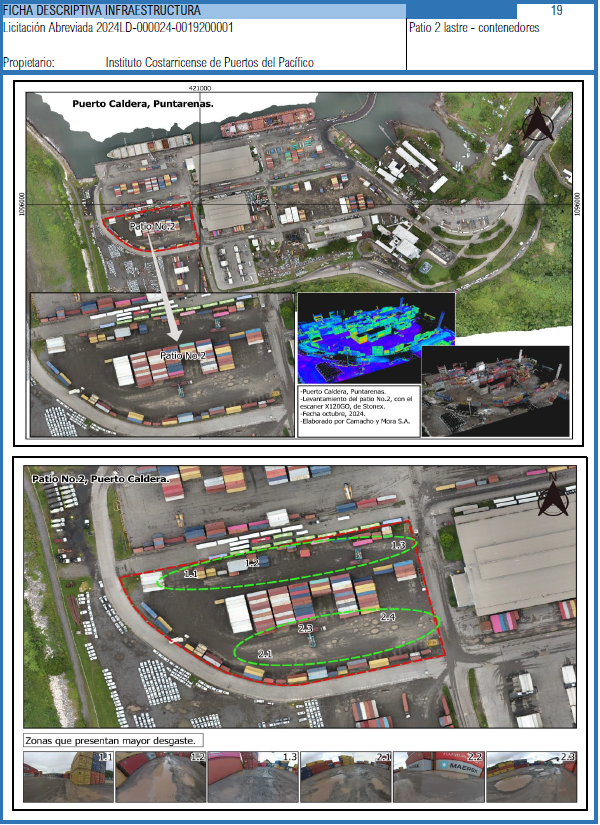 FICHA DESCRIPTIVA INFRAESTRUCTURA
19
Licitación Abreviada 2024LD-000024-0019200001
Patio 2 lastre - contenedores
Propietario: Instituto Costarricense de Puertos del Pacífico
421000
Puerto Caldera, Puntarenas.
N
1096000
1096000
Patio No.2
Patio No.2
-Puerto Caldera, Puntarenas.
-Levantamiento del patio No.2, con el
escaner X120GO, de Stonex.
-Fecha octubre, 2024.
-Elaborado por Camacho y Mora S.A.
Patio No.2, Puerto Caldera.
N
1.3
1.2
1.1
2.4
2.3
2.1
Zonas que presentan mayor desgaste.
1.1
1.2
1.3
2.1
2.2
2.3
MAERSK